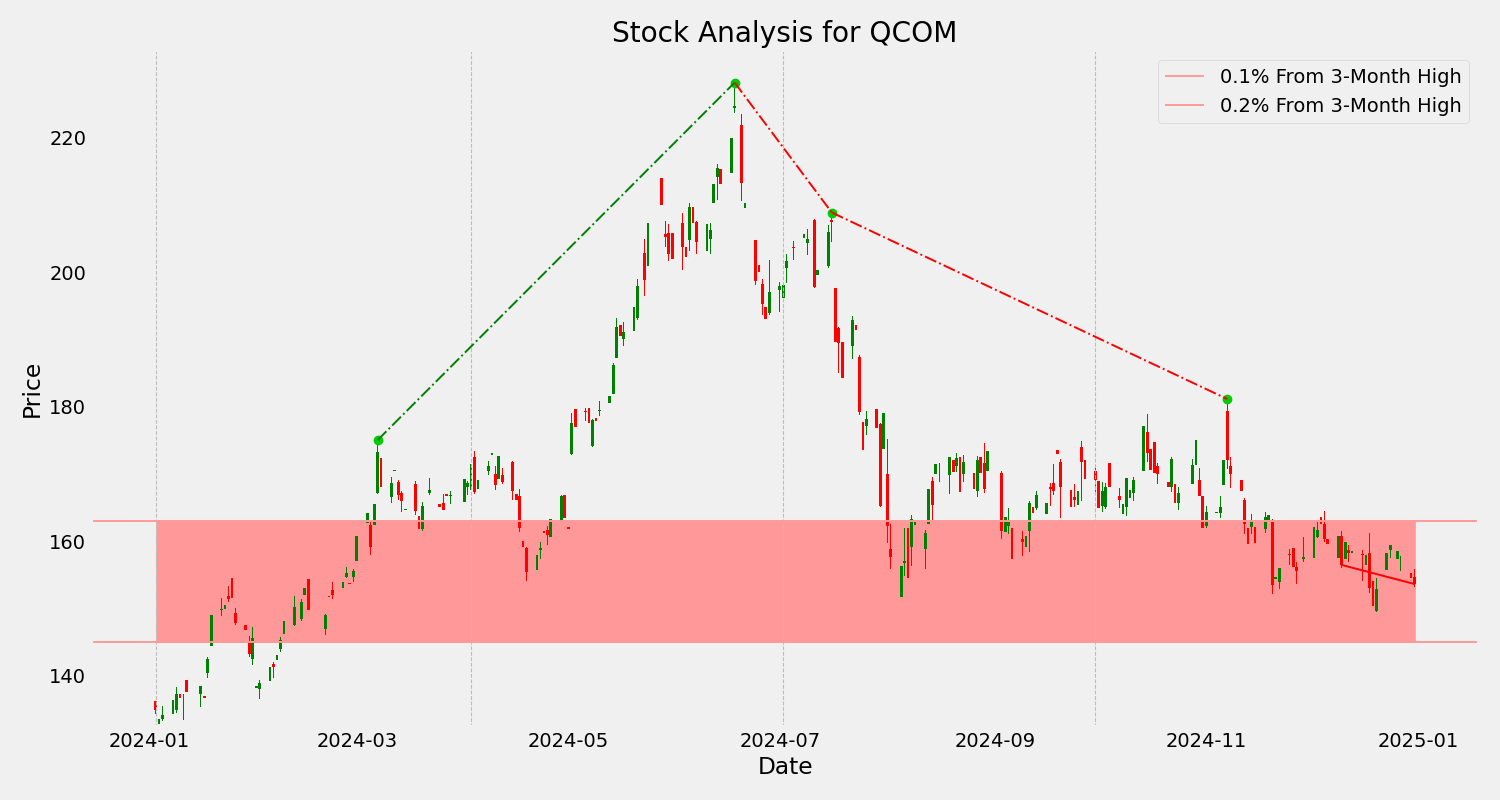 Stock Analysis for QCOM
0.1% From 3-Month High
0.2% From 3-Month High
Price
220
200
180
160
140
2024-01 2024-03 2024-05 2024-07 2024-09 2024-11 2025-01
Date